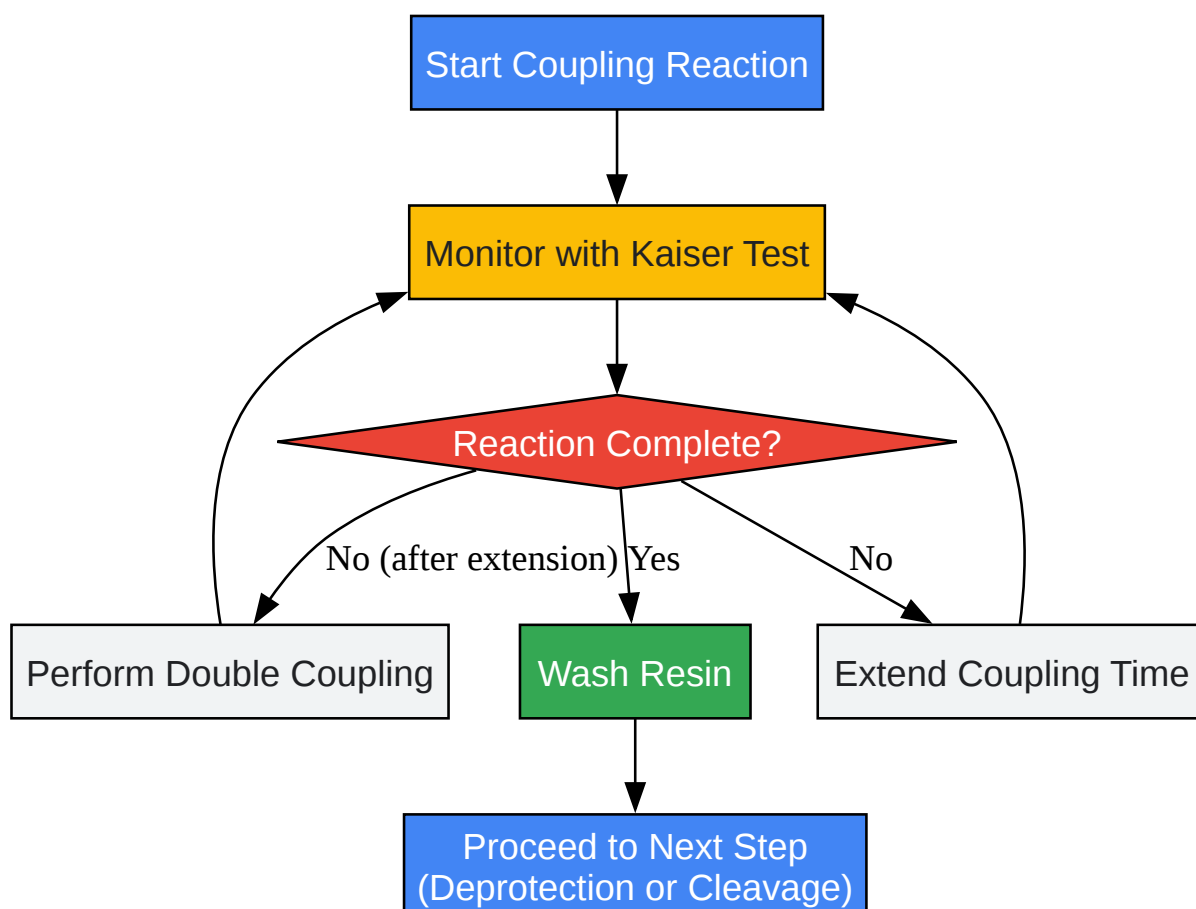 Start Coupling Reaction
Monitor with Kaiser Test
Reaction Complete?
No (after extension)
Yes
No
Perform Double Coupling
Wash Resin
Extend Coupling Time
Proceed to Next Step
(Deprotection or Cleavage)